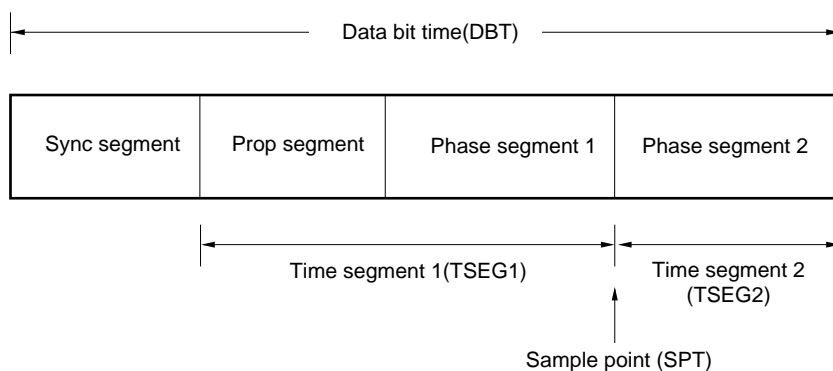 Data bit time(DBT)
Sync segment
Prop segment
Phase segment 1
Phase segment 2
Time segment 1(TSEG1)
Time segment 2
(TSEG2)
Sample point (SPT)